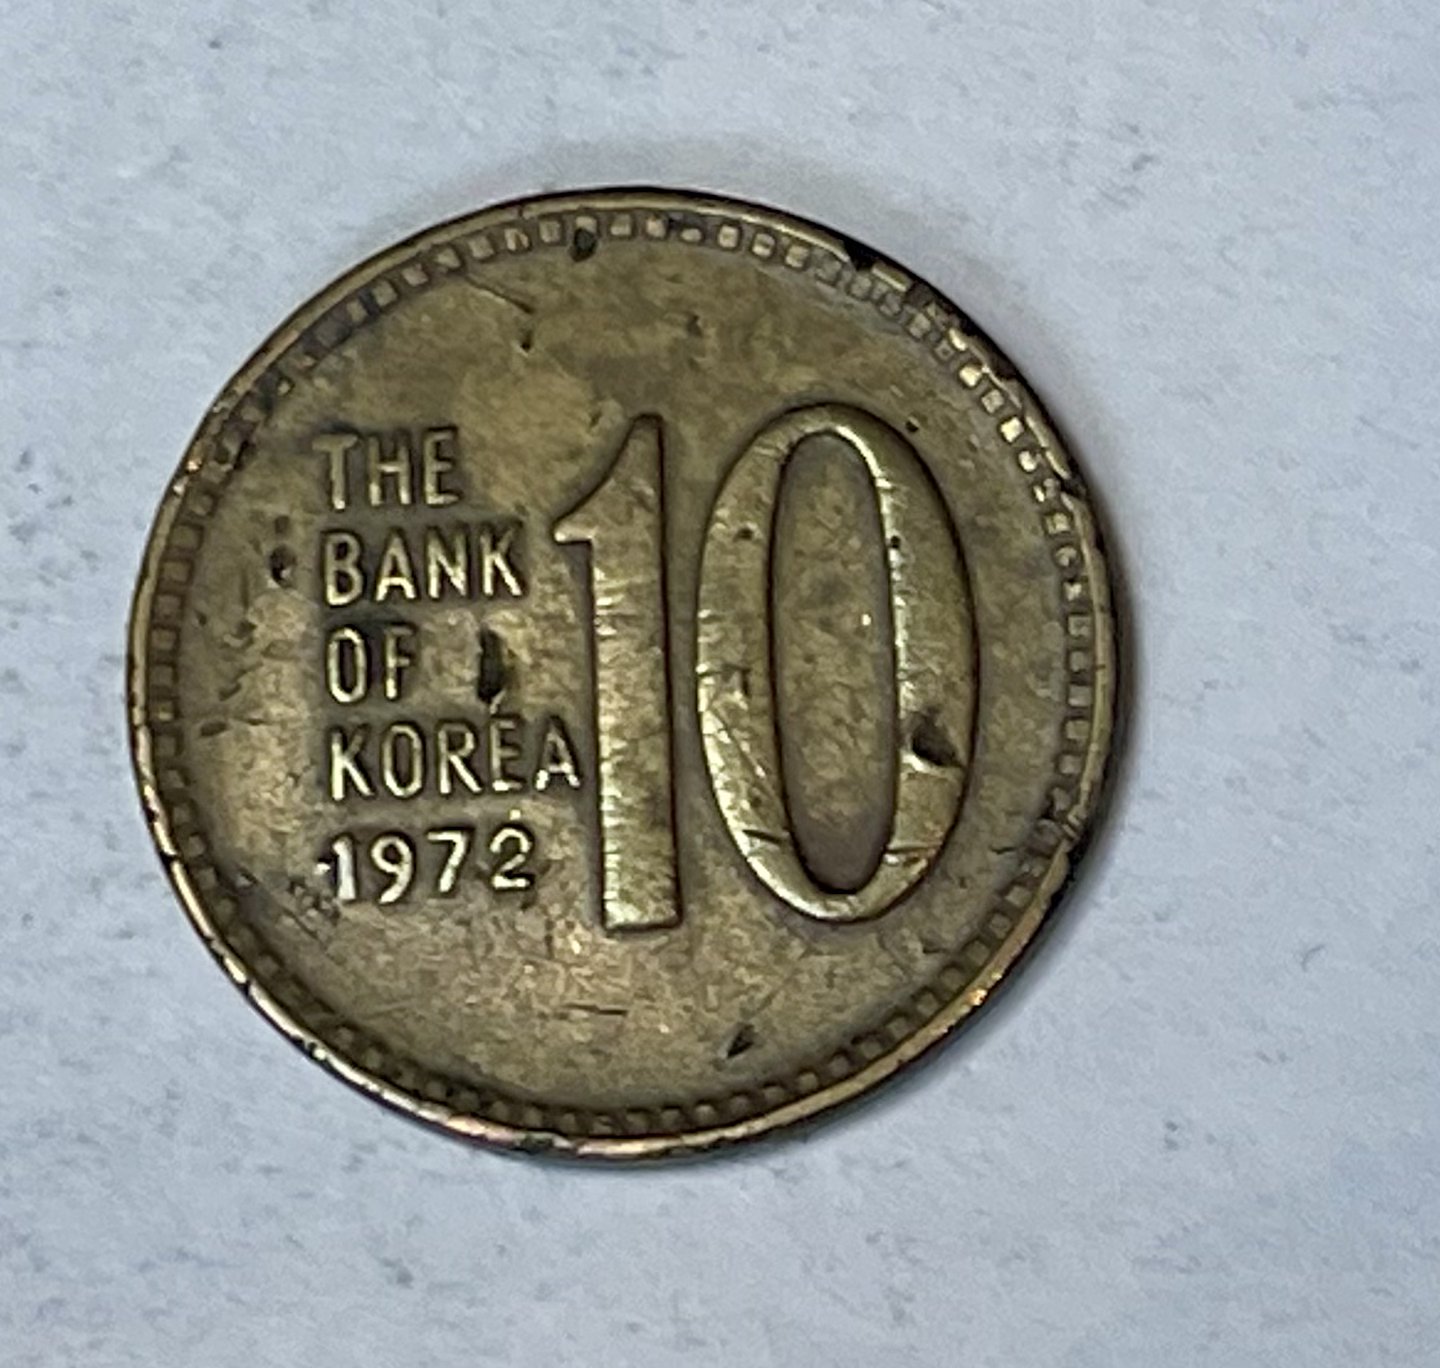 THE
BANK
OF
KOREA
1972
10